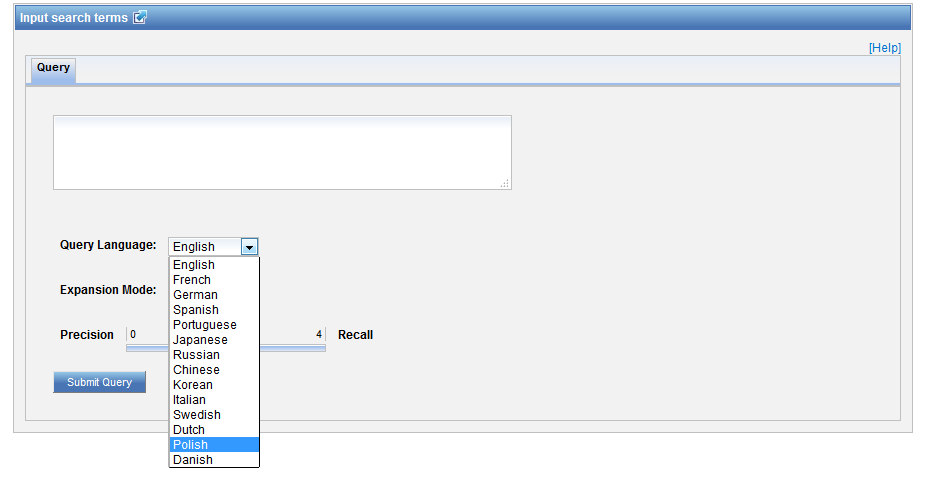 Input search terms
[Help]
Query
Query Language: English
English
French
German
Spanish
Portuguese
Japanese
Russian
Chinese
Korean
Italian
Swedish
Dutch
Polish
Danish
Expansion Mode:
Precision 0 4 Recall
Submit Query